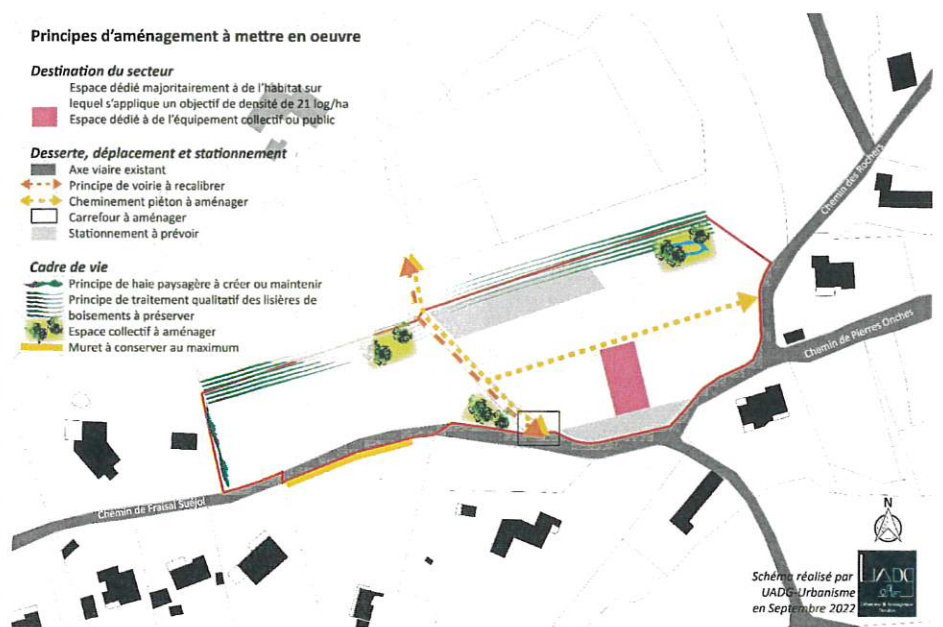 Principes d'aménagement à mettre en oeuvre
Destination du secteur
Espace dédié majoritairement à de l'habitat sur
lequel s'applique un objectif de densité de 21 log/ha
Espace dédié à de l'équipement collectif ou public
Desserte, déplacement et stationnement
Axe viaire existant
Principe de voirie à recalibrer
Cheminement piéton à aménager
Carrefour à aménager
Stationnement à prévoir
Cadre de vie
Principe de haie paysagère à créer ou maintenir
Principe de traitement qualitatif des lisières de
boisements à préserver
Espace collectif à aménager
Muret à conserver au maximum
Chemin des Rochers
Chemin de Pierres Onches
Chemin de Fraisal Suéjol
N
Schéma réalisé par
UADG-Urbanisme
en Septembre 2022
UADG